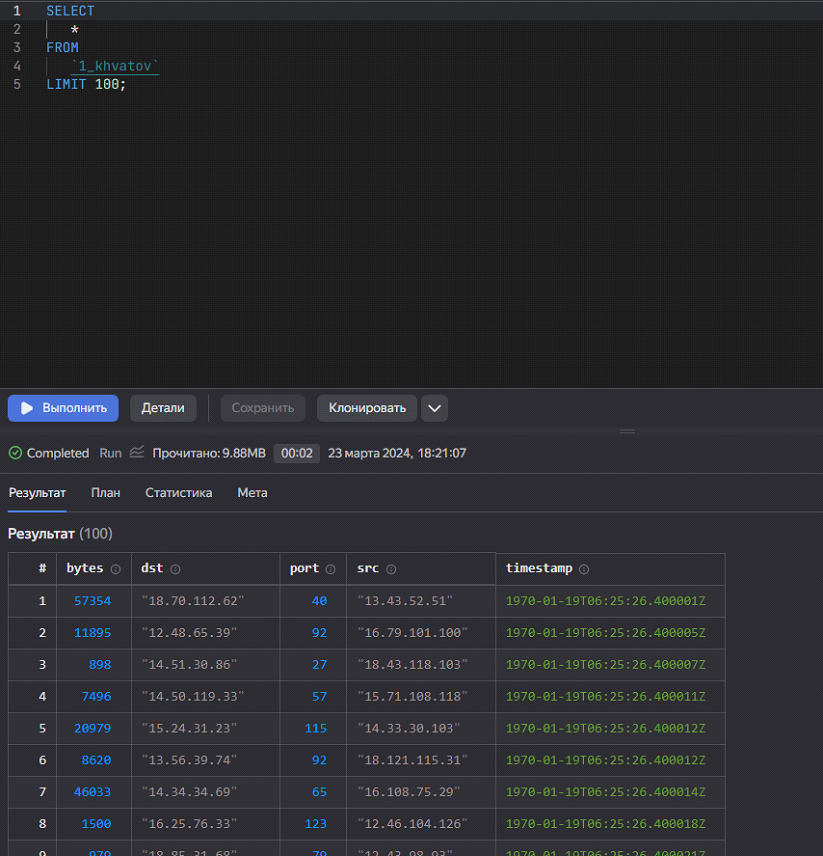 1 SELECT
2 *
3 FROM
4 `1_khvatov`
5 LIMIT 100;
Выполнить Детали Сохранить Клонировать
Completed Run Прочитано: 9.88MB 00:02 23 марта 2024, 18:21:07
Результат План Статистика Мета
Результат (100)
# bytes dst port src timestamp
1 57354 "18.70.112.62" 40 "13.43.52.51" 1970-01-19T06:25:26.400001Z
2 11895 "12.48.65.39" 92 "16.79.101.100" 1970-01-19T06:25:26.400005Z
3 898 "14.51.30.86" 27 "18.43.118.103" 1970-01-19T06:25:26.400007Z
4 7496 "14.50.119.33" 57 "15.71.108.118" 1970-01-19T06:25:26.400011Z
5 20979 "15.24.31.23" 115 "14.33.30.103" 1970-01-19T06:25:26.400012Z
6 8620 "13.56.39.74" 92 "18.121.115.31" 1970-01-19T06:25:26.400012Z
7 46033 "14.34.34.69" 65 "16.108.75.29" 1970-01-19T06:25:26.400014Z
8 1500 "16.25.76.33" 123 "12.46.104.126" 1970-01-19T06:25:26.400018Z
9 979 "18.85.31.68" 79 "12.43.98.93" 1970-01-19T06:25:26.400021Z